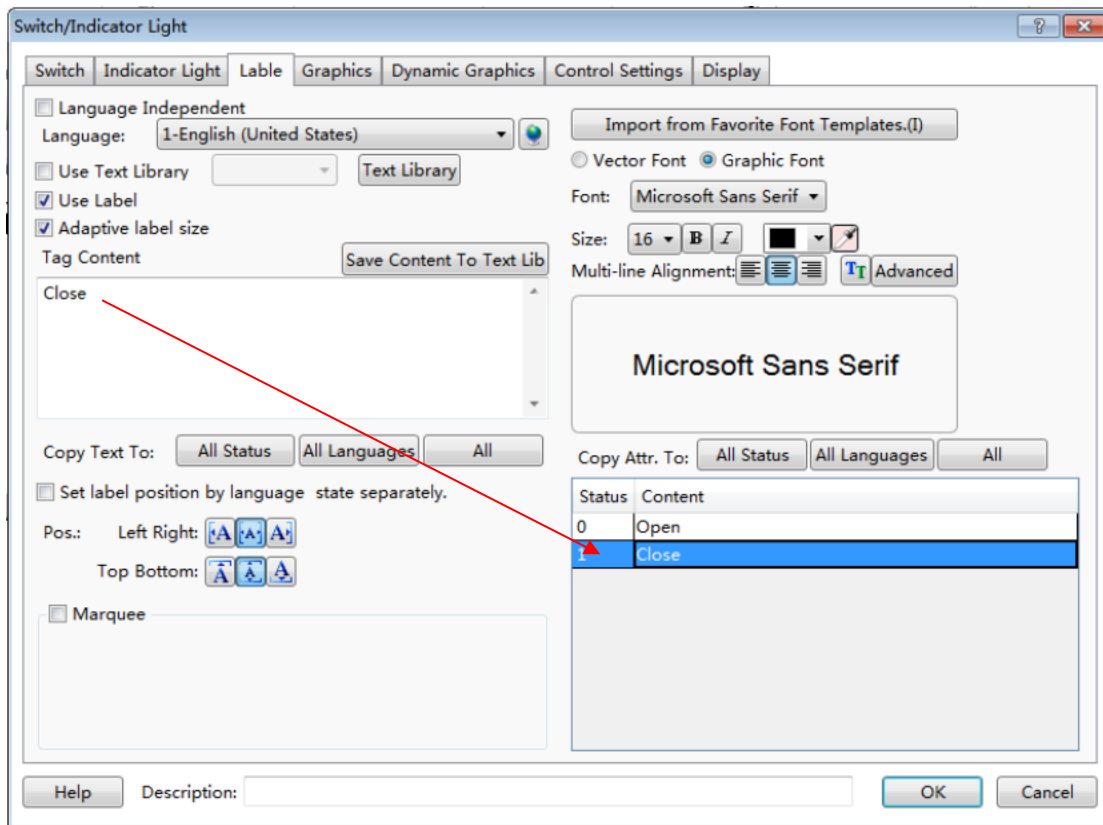 Switch/Indicator Light
Switch Indicator Light Lable Graphics Dynamic Graphics Control Settings Display
Language Independent
Language: 1-English (United States)
Use Text Library Text Library
Use Label
Adaptive label size
Tag Content Save Content To Text Lib
Close
Copy Text To: All Status All Languages All
Set label position by language state separately.
Pos.: Left Right: A A A
Top Bottom: A A A
Marquee
Import from Favorite Font Templates.(I)
Vector Font Graphic Font
Font: Microsoft Sans Serif
Size: 16 B I
Multi-line Alignment: TT Advanced
Microsoft Sans Serif
Copy Attr. To: All Status All Languages All
Status Content
0 Open
1 Close
Help Description: OK Cancel